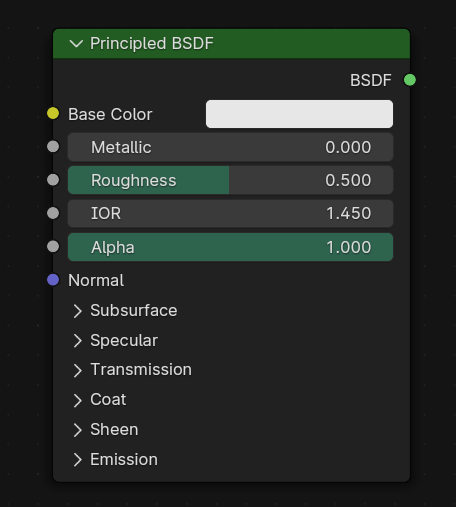 Principled BSDF
BSDF
Base Color
Metallic 0.000
Roughness 0.500
IOR 1.450
Alpha 1.000
Normal
Subsurface
Specular
Transmission
Coat
Sheen
Emission